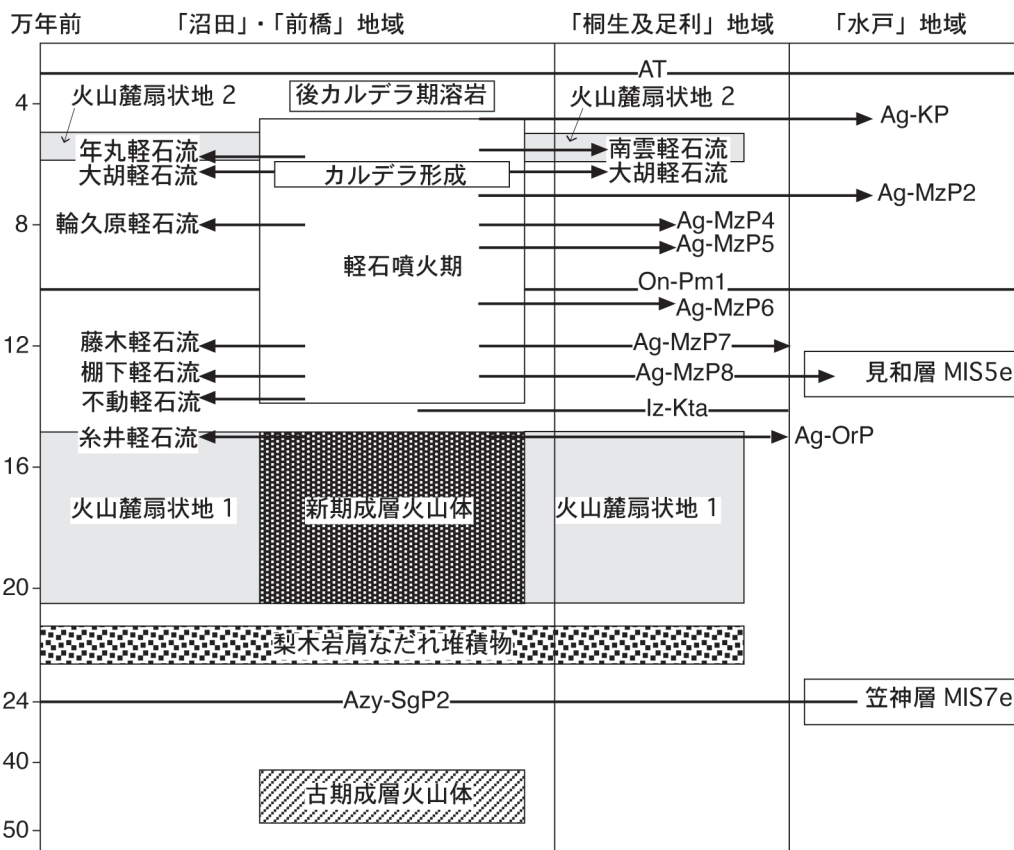 万年前 「沼田」・「前橋」地域 「桐生及足利」地域 「水戸」地域
AT
火山麓扇状地 2 後カルデラ期溶岩 火山麓扇状地 2
4
Ag-KP
年丸軽石流 南雲軽石流
大胡軽石流 カルデラ形成 大胡軽石流
Ag-MzP2
8 輪久原軽石流 Ag-MzP4
Ag-MzP5
軽石噴火期
On-Pm1
Ag-MzP6
12 藤木軽石流 Ag-MzP7
棚下軽石流 Ag-MzP8 見和層 MIS5e
不動軽石流
Iz-Kta
糸井軽石流 Ag-OrP
16
火山麓扇状地 1 新期成層火山体 火山麓扇状地 1
20
梨木岩屑なだれ堆積物
24 Azy-SgP2 笠神層 MIS7e
40
古期成層火山体
50